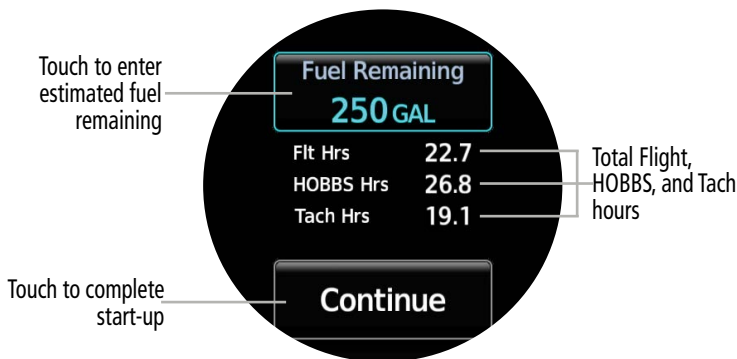 Touch to enter
estimated fuel
remaining
Fuel Remaining
250 GAL
Flt Hrs 22.7
HOBBS Hrs 26.8
Tach Hrs 19.1
Total Flight,
HOBBS, and Tach
hours
Touch to complete
start-up
Continue